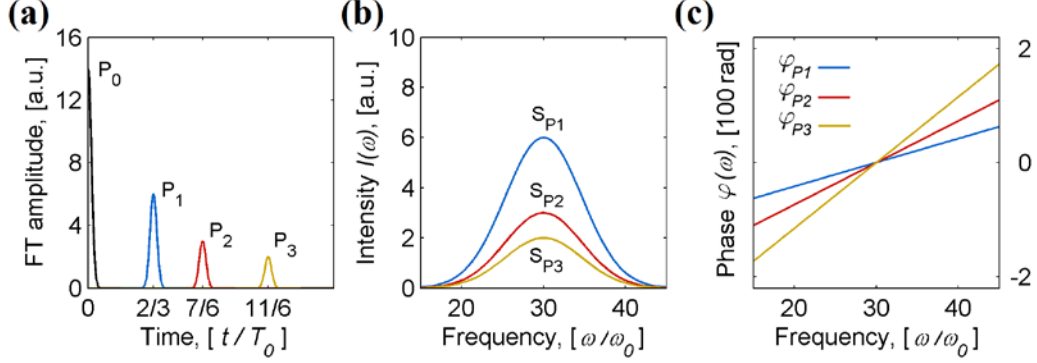 (a)
FT amplitude, [a.u.]
16
12
8
4
0
P0
P1
P2
P3
0 2/3 7/6 11/6
Time, [ t / T0 ]
(b)
Intensity I(ω), [a.u.]
10
8
6
4
2
0
SP1
SP2
SP3
20 30 40
Frequency, [ ω/ω0 ]
(c)
Phase φ(ω), [100 rad]
φP1
φP2
φP3
2
0
-2
20 30 40
Frequency, [ ω/ω0 ]